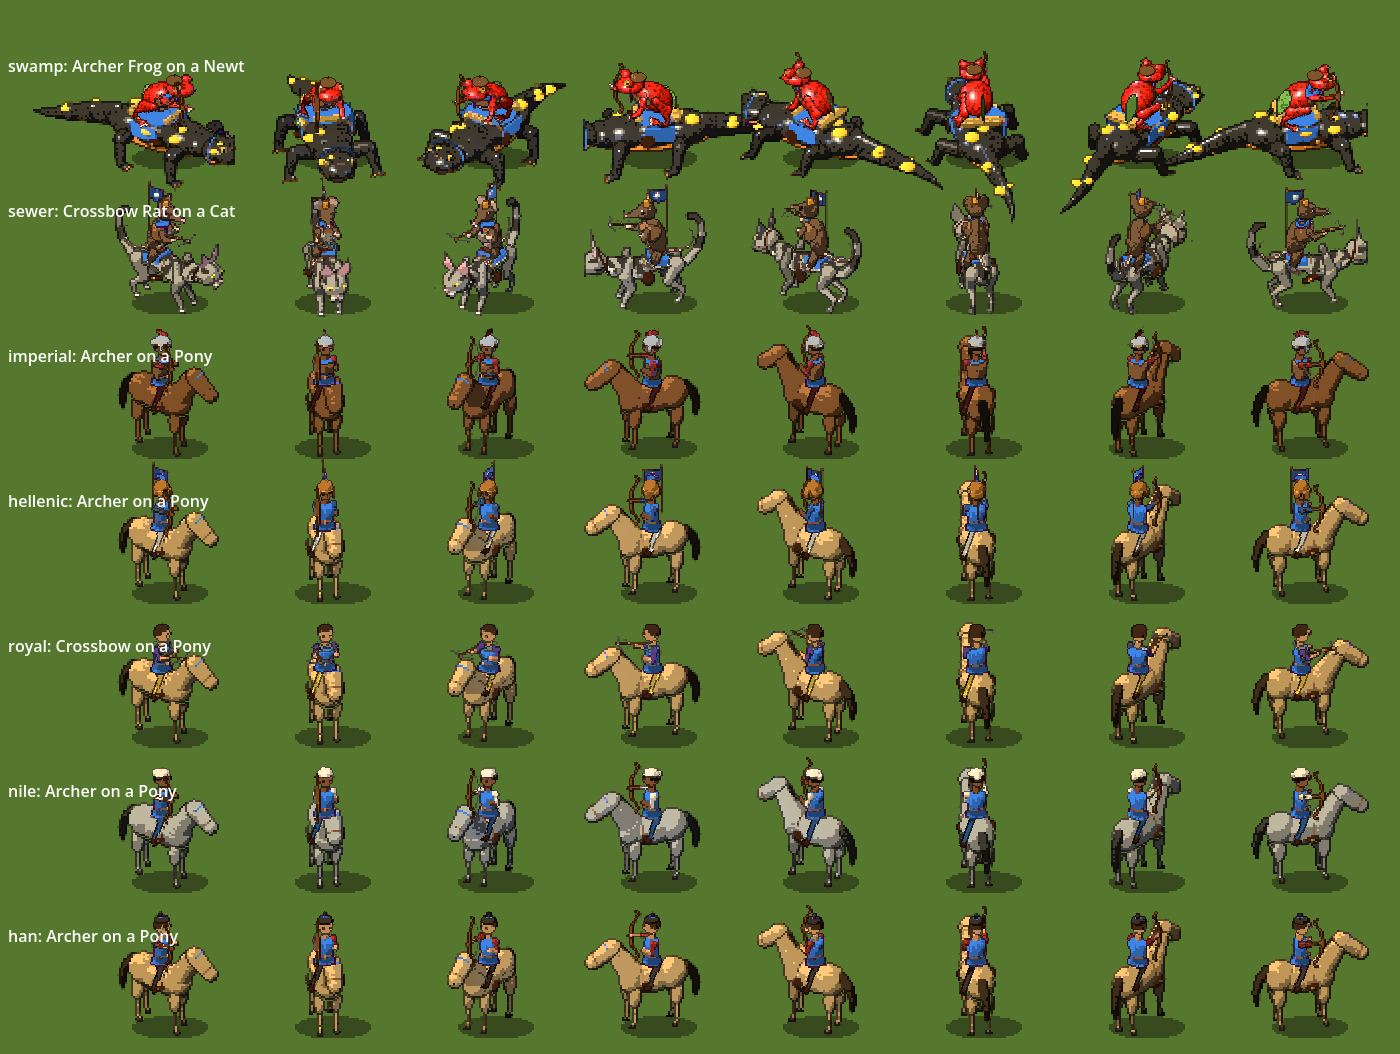 swamp: Archer Frog on a Newt
sewer: Crossbow Rat on a Cat
imperial: Archer on a Pony
hellenic: Archer on a Pony
royal: Crossbow on a Pony
nile: Archer on a Pony
han: Archer on a Pony